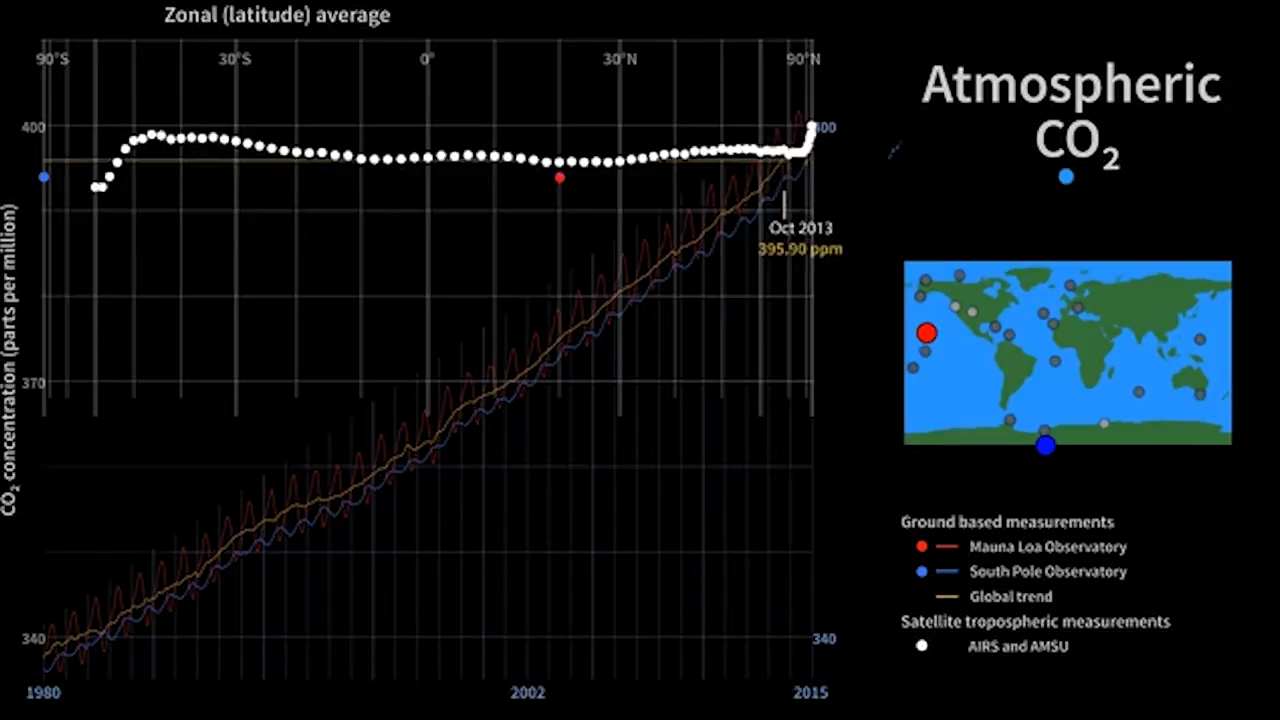 Zonal (latitude) average
90°S
30°S
0°
30°N
90°N
400
400
370
340
340
CO₂ concentration (parts per million)
Oct 2013
395.90 ppm
1980
2002
2015
Atmospheric
CO₂
Ground based measurements
Mauna Loa Observatory
South Pole Observatory
Global trend
Satellite tropospheric measurements
AIRS and AMSU